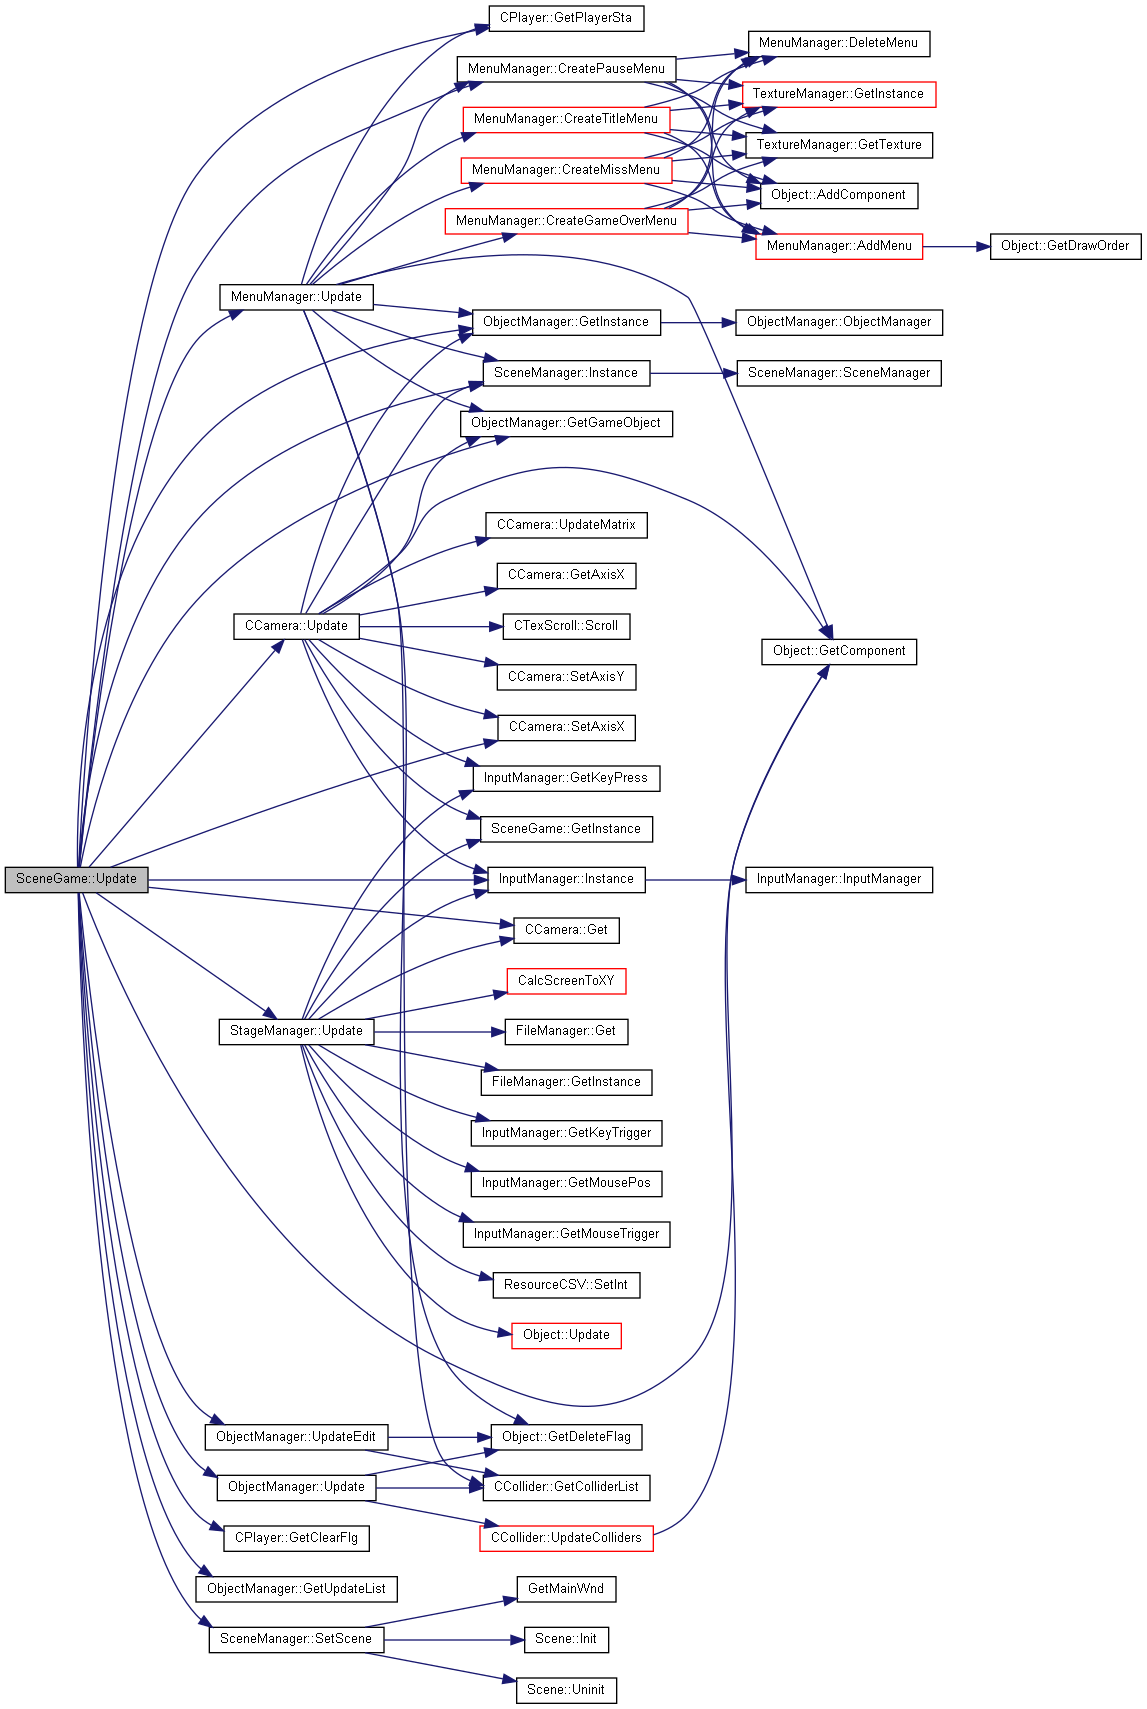 CPlayer::GetPlayerSta
MenuManager::DeleteMenu
MenuManager::CreatePauseMenu
TextureManager::GetInstance
MenuManager::CreateTitleMenu
TextureManager::GetTexture
MenuManager::CreateMissMenu
Object::AddComponent
MenuManager::CreateGameOverMenu
MenuManager::AddMenu
Object::GetDrawOrder
MenuManager::Update
ObjectManager::GetInstance
ObjectManager::ObjectManager
SceneManager::Instance
SceneManager::SceneManager
ObjectManager::GetGameObject
CCamera::UpdateMatrix
CCamera::GetAxisX
CCamera::Update
CTexScroll::Scroll
Object::GetComponent
CCamera::SetAxisY
CCamera::SetAxisX
InputManager::GetKeyPress
SceneGame::GetInstance
SceneGame::Update
InputManager::Instance
InputManager::InputManager
CCamera::Get
CalcScreenToXY
StageManager::Update
FileManager::Get
FileManager::GetInstance
InputManager::GetKeyTrigger
InputManager::GetMousePos
InputManager::GetMouseTrigger
ResourceCSV::SetInt
Object::Update
ObjectManager::UpdateEdit
Object::GetDeleteFlag
ObjectManager::Update
CCollider::GetColliderList
CPlayer::GetClearFlg
CCollider::UpdateColliders
ObjectManager::GetUpdateList
GetMainWnd
SceneManager::SetScene
Scene::Init
Scene::Uninit